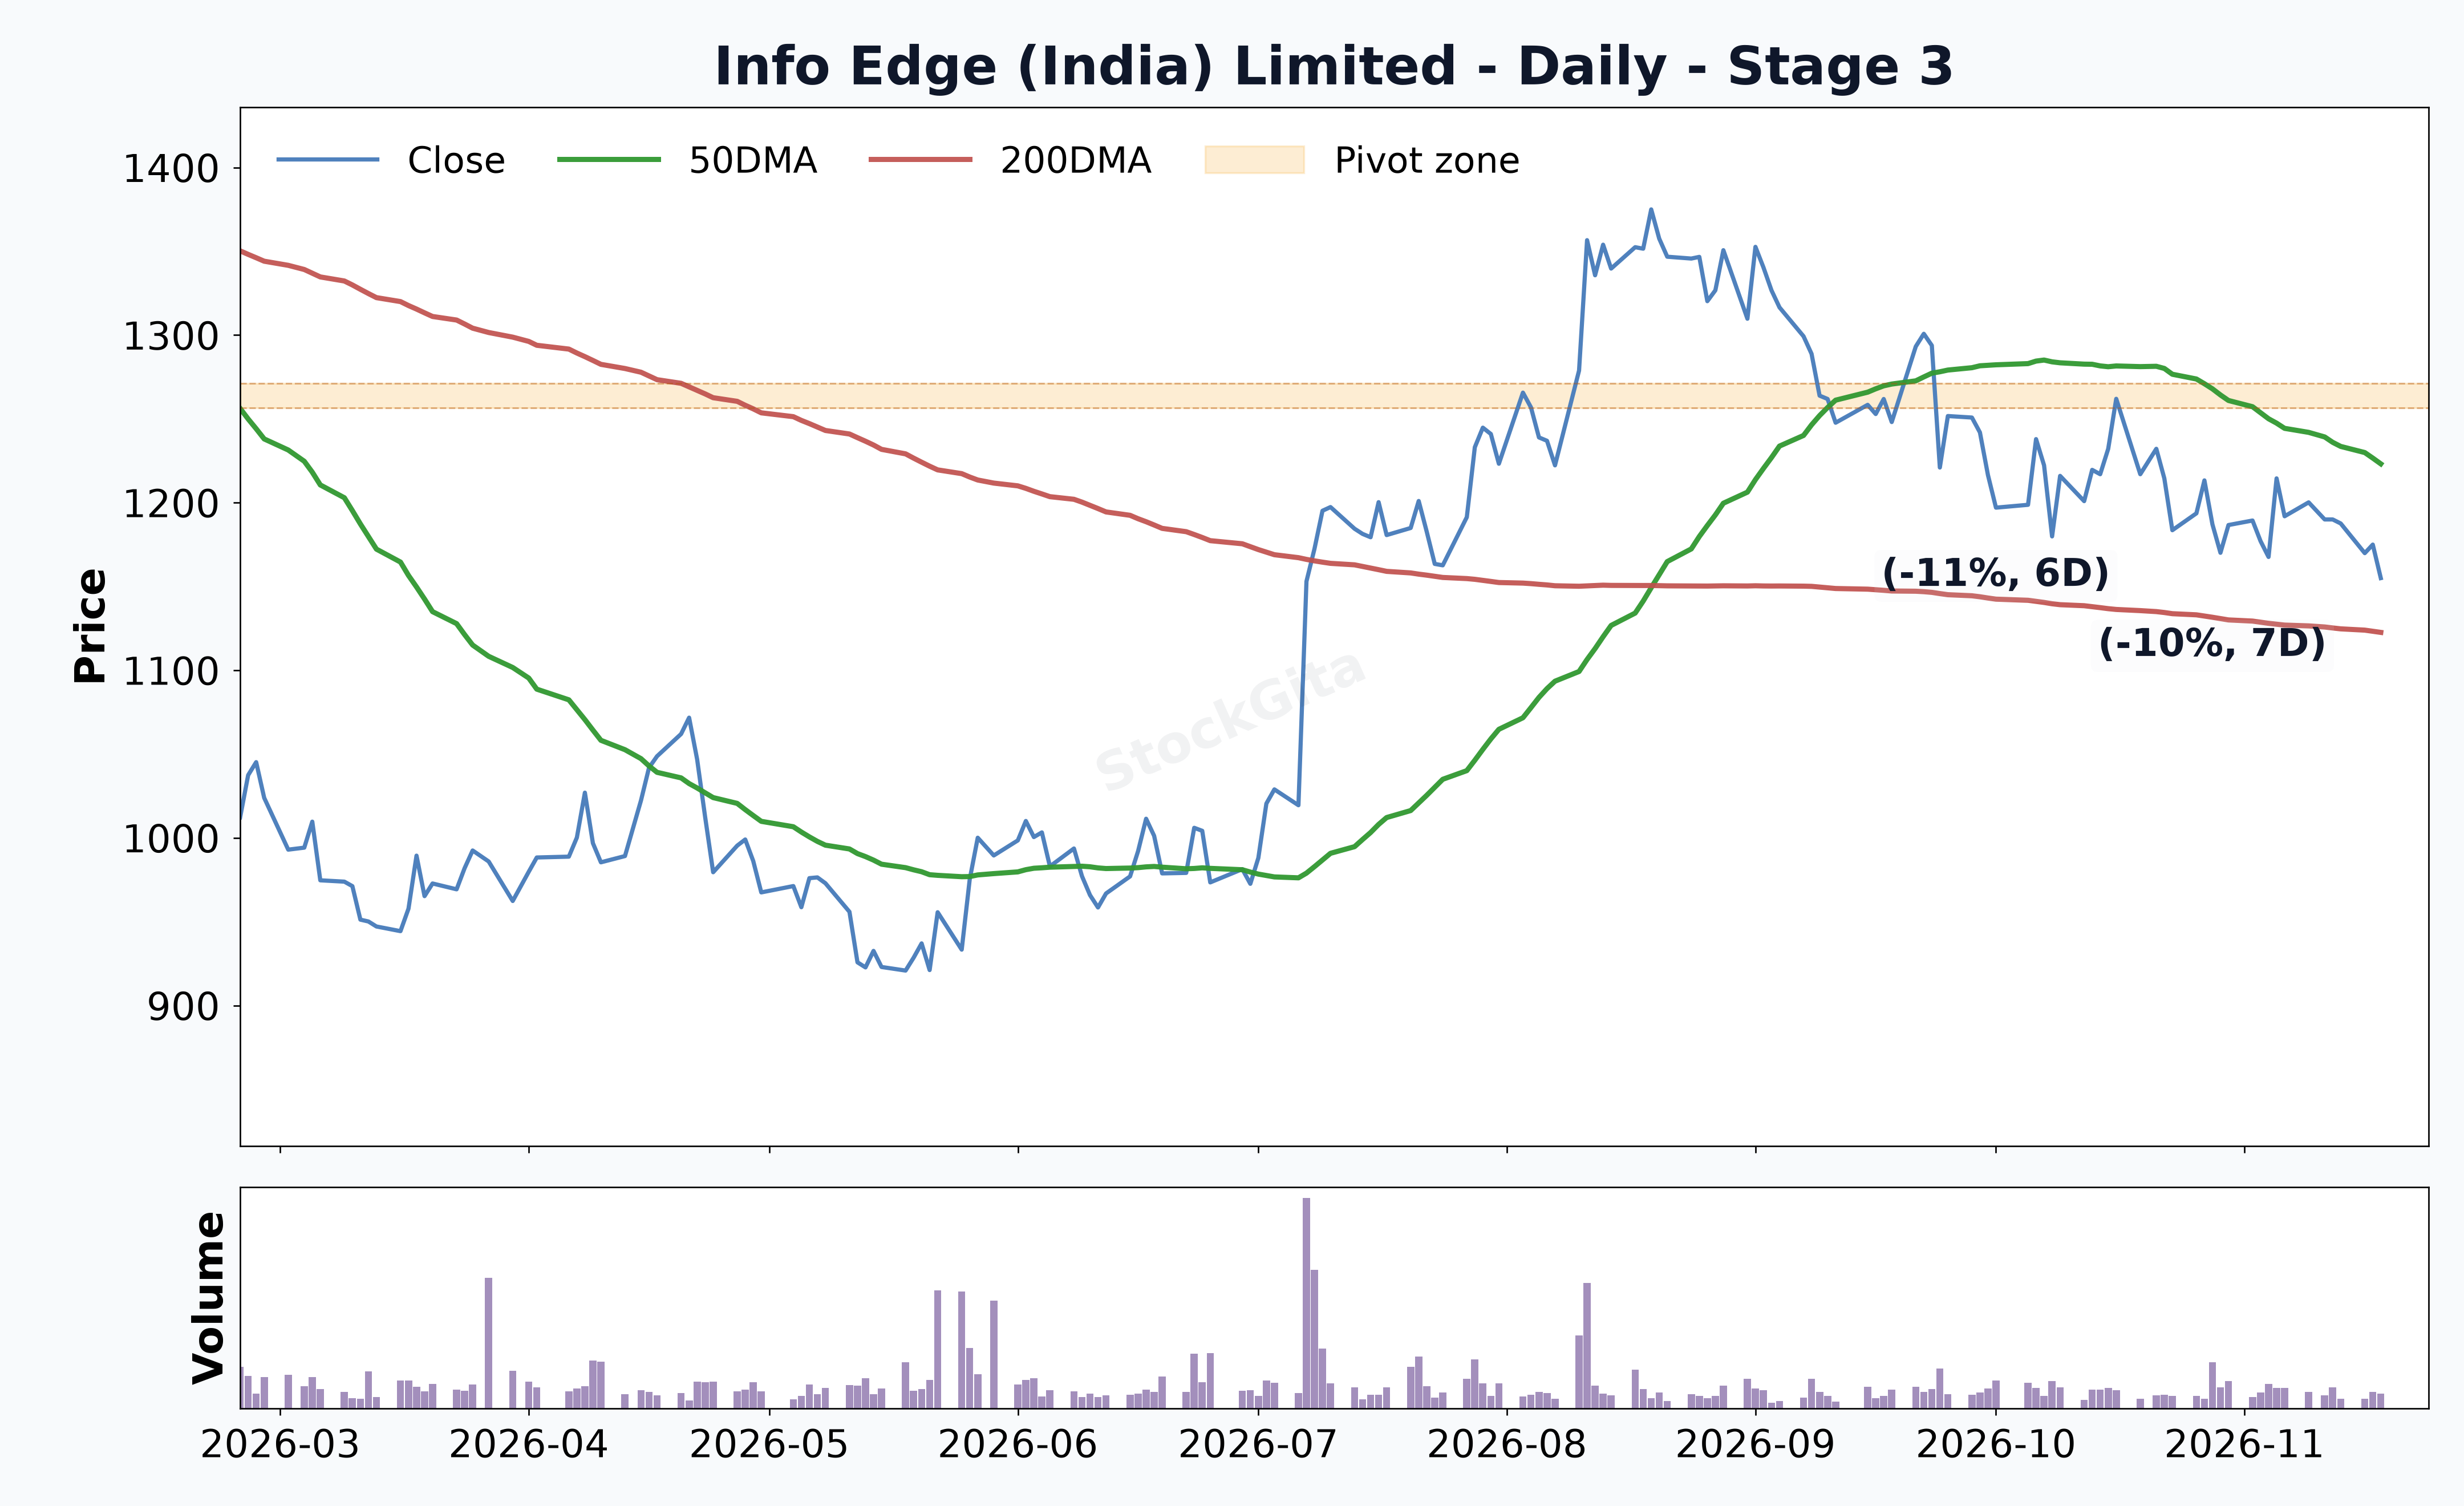 Info Edge (India) Limited - Daily - Stage 3
Close 50DMA 200DMA Pivot zone
1400
1300
1200
1100
1000
900
Price
(-11%, 6D)
(-10%, 7D)
StockGita
Volume
2026-03 2026-04 2026-05 2026-06 2026-07 2026-08 2026-09 2026-10 2026-11